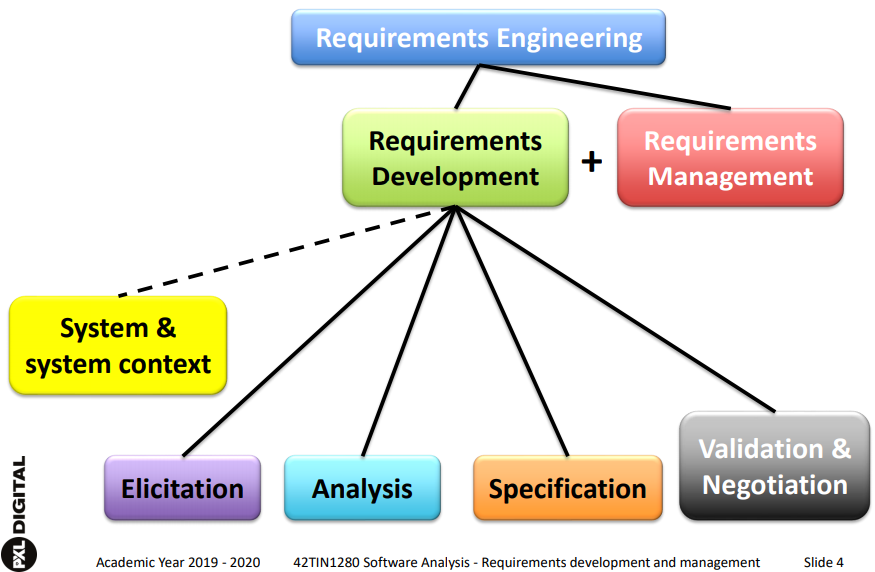 Requirements Engineering
Requirements
Development
+
Requirements
Management
System &
system context
Elicitation
Analysis
Specification
Validation &
Negotiation
PXL DIGITAL
Academic Year 2019 - 2020
42TIN1280 Software Analysis - Requirements development and management
Slide 4